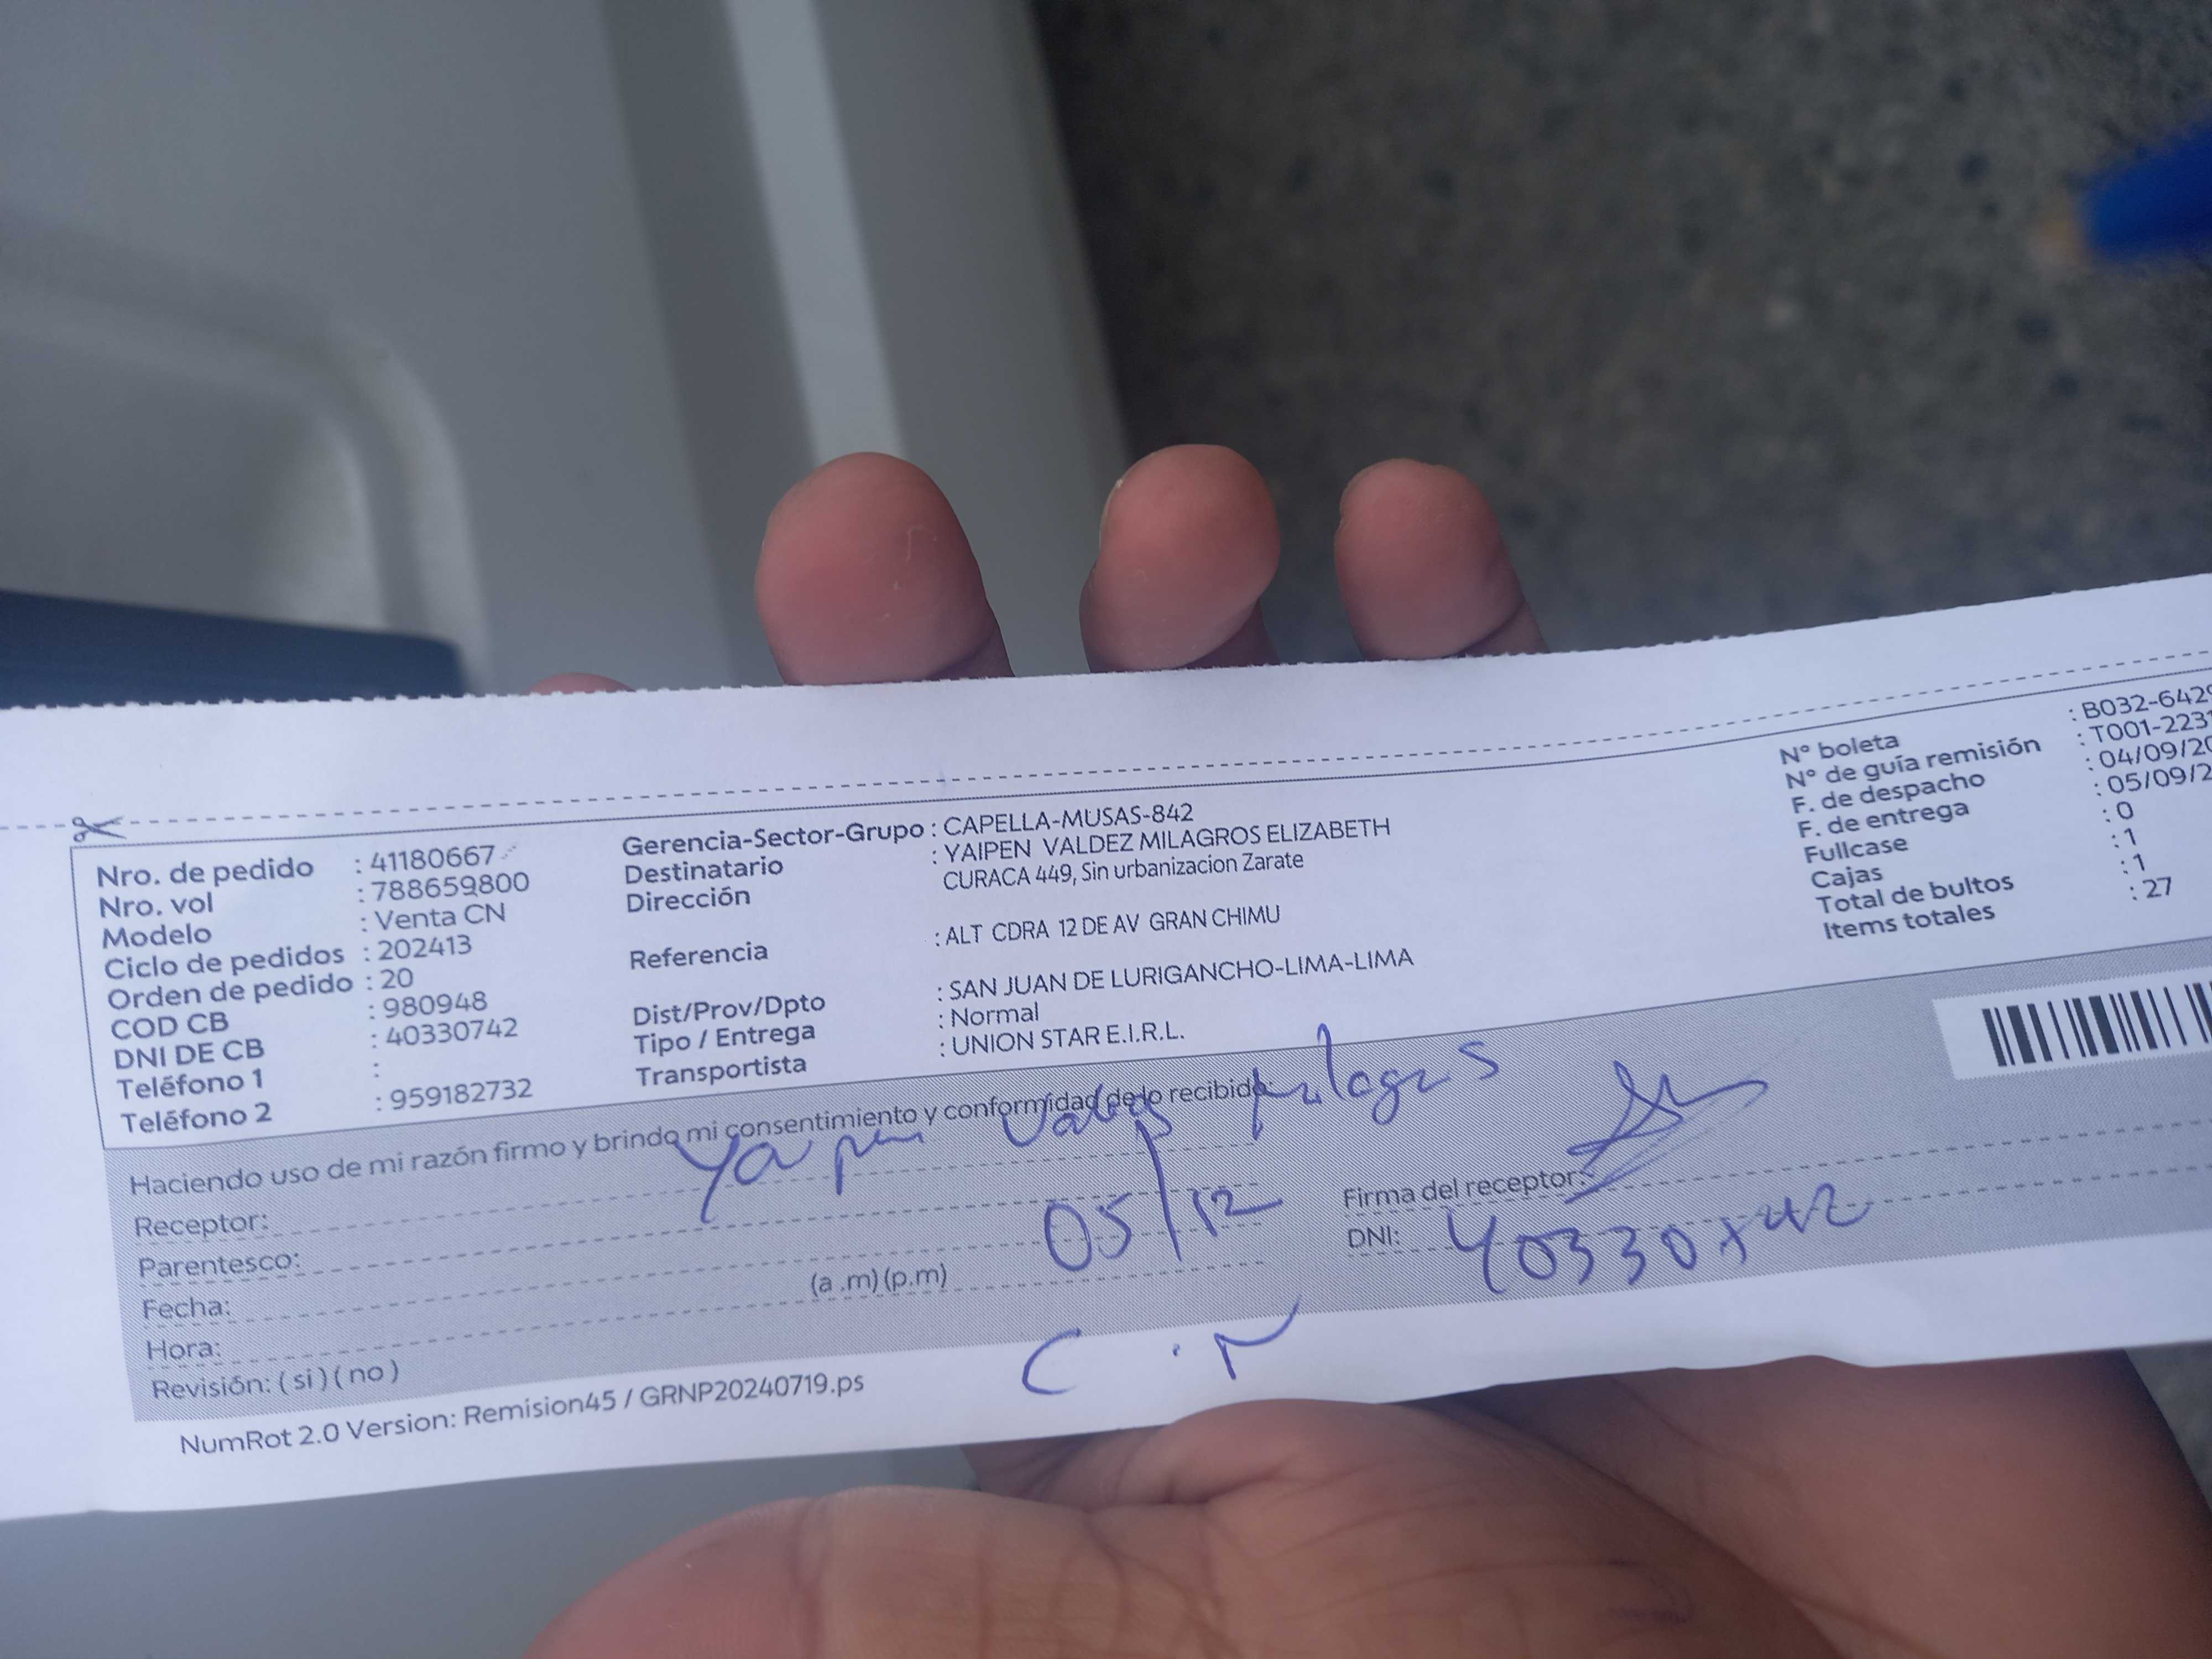 Nro. de pedido : 41180667
Nro. vol : 788659800
Modelo : Venta CN
Ciclo de pedidos : 202413
Orden de pedido : 20
COD CB : 980948
DNI DE CB : 40330742
Teléfono 1 :
Teléfono 2 : 959182732
Gerencia-Sector-Grupo : CAPELLA-MUSAS-842
Destinatario : YAIPEN VALDEZ MILAGROS ELIZABETH
Dirección CURACA 449, Sin urbanizacion Zarate
Referencia : ALT CDRA 12 DE AV GRAN CHIMU
Dist/Prov/Dpto : SAN JUAN DE LURIGANCHO-LIMA-LIMA
Tipo / Entrega : Normal
Transportista : UNION STAR E.I.R.L.
N° boleta : B032-642
N° de guía remisión : T001-223
F. de despacho : 04/09/20
F. de entrega : 05/09/2
Fullcase : 0
Cajas : 1
Total de bultos : 1
Items totales : 27
Haciendo uso de mi razón firmo y brindo mi consentimiento y conformidad de lo recibido:
Receptor: Milagros
Parentesco:
Fecha: 05/12
Hora: (a .m) (p.m)
Revisión: ( si ) ( no )
Firma del receptor:
DNI: 40330742
NumRot 2.0 Version: Remision45 / GRNP20240719.ps